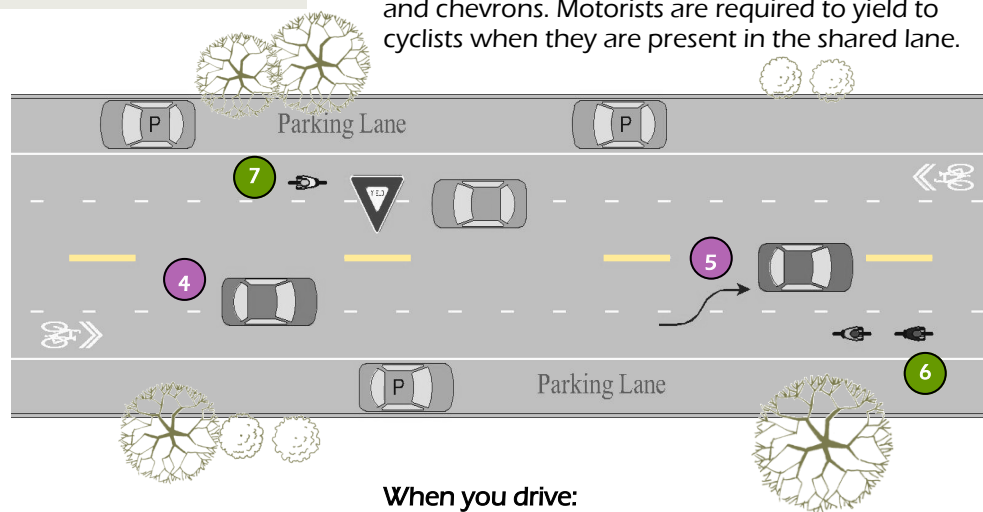 and chevrons. Motorists are required to yield to
cyclists when they are present in the shared lane.
P
P
Parking Lane
7
YIELD
5
4
6
P
Parking Lane
When you drive: